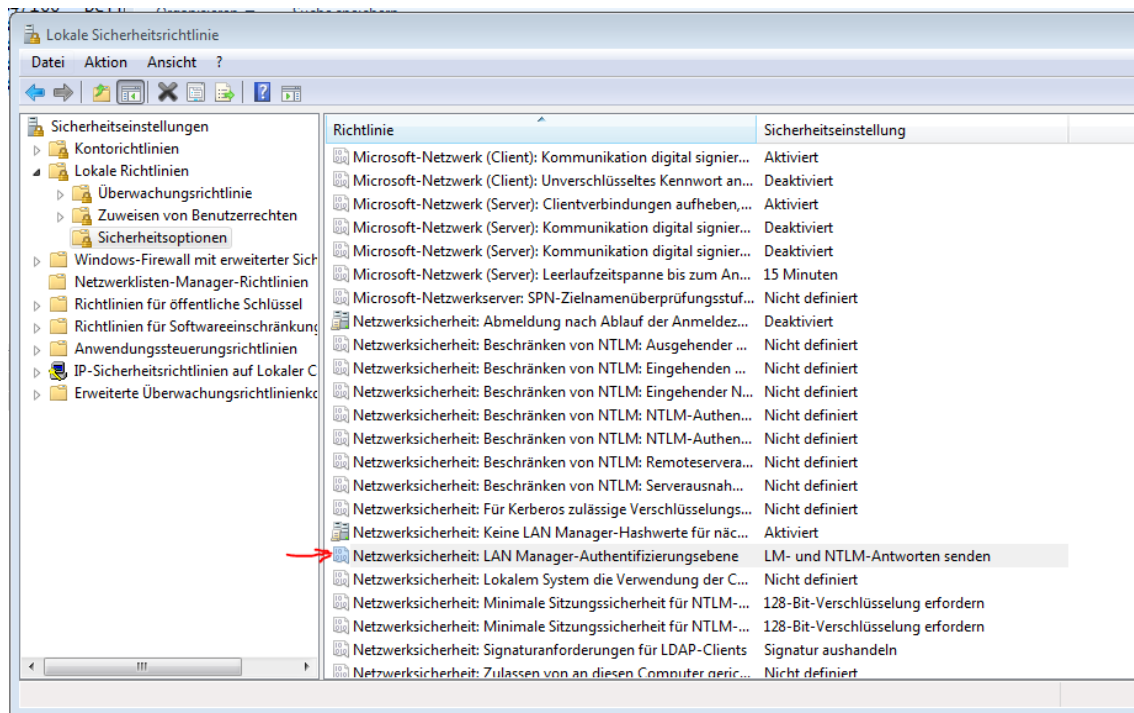 Lokale Sicherheitsrichtlinie
Datei Aktion Ansicht ?
Sicherheitseinstellungen
Kontorichtlinien
Lokale Richtlinien
Überwachungsrichtlinie
Zuweisen von Benutzerrechten
Sicherheitsoptionen
Windows-Firewall mit erweiterter Sich
Netzwerklisten-Manager-Richtlinien
Richtlinien für öffentliche Schlüssel
Richtlinien für Softwareeinschränkung
Anwendungssteuerungsrichtlinien
IP-Sicherheitsrichtlinien auf Lokaler C
Erweiterte Überwachungsrichtlinienko
Richtlinie Sicherheitseinstellung
Microsoft-Netzwerk (Client): Kommunikation digital signier... Aktiviert
Microsoft-Netzwerk (Client): Unverschlüsseltes Kennwort an... Deaktiviert
Microsoft-Netzwerk (Server): Clientverbindungen aufheben,... Aktiviert
Microsoft-Netzwerk (Server): Kommunikation digital signier... Deaktiviert
Microsoft-Netzwerk (Server): Kommunikation digital signier... Deaktiviert
Microsoft-Netzwerk (Server): Leerlaufzeitspanne bis zum An... 15 Minuten
Microsoft-Netzwerkserver: SPN-Zielnamenüberprüfungsstuf... Nicht definiert
Netzwerksicherheit: Abmeldung nach Ablauf der Anmeldez... Deaktiviert
Netzwerksicherheit: Beschränken von NTLM: Ausgehender ... Nicht definiert
Netzwerksicherheit: Beschränken von NTLM: Eingehenden ... Nicht definiert
Netzwerksicherheit: Beschränken von NTLM: Eingehender N... Nicht definiert
Netzwerksicherheit: Beschränken von NTLM: NTLM-Authen... Nicht definiert
Netzwerksicherheit: Beschränken von NTLM: NTLM-Authen... Nicht definiert
Netzwerksicherheit: Beschränken von NTLM: Remoteservera... Nicht definiert
Netzwerksicherheit: Beschränken von NTLM: Serverausnah... Nicht definiert
Netzwerksicherheit: Für Kerberos zulässige Verschlüsselungs... Nicht definiert
Netzwerksicherheit: Keine LAN Manager-Hashwerte für näc... Aktiviert
Netzwerksicherheit: LAN Manager-Authentifizierungsebene LM- und NTLM-Antworten senden
Netzwerksicherheit: Lokalem System die Verwendung der C... Nicht definiert
Netzwerksicherheit: Minimale Sitzungssicherheit für NTLM-... 128-Bit-Verschlüsselung erfordern
Netzwerksicherheit: Minimale Sitzungssicherheit für NTLM-... 128-Bit-Verschlüsselung erfordern
Netzwerksicherheit: Signaturanforderungen für LDAP-Clients Signatur aushandeln
Netzwerksicherheit: Zulassen von an diesen Computer geric... Nicht definiert